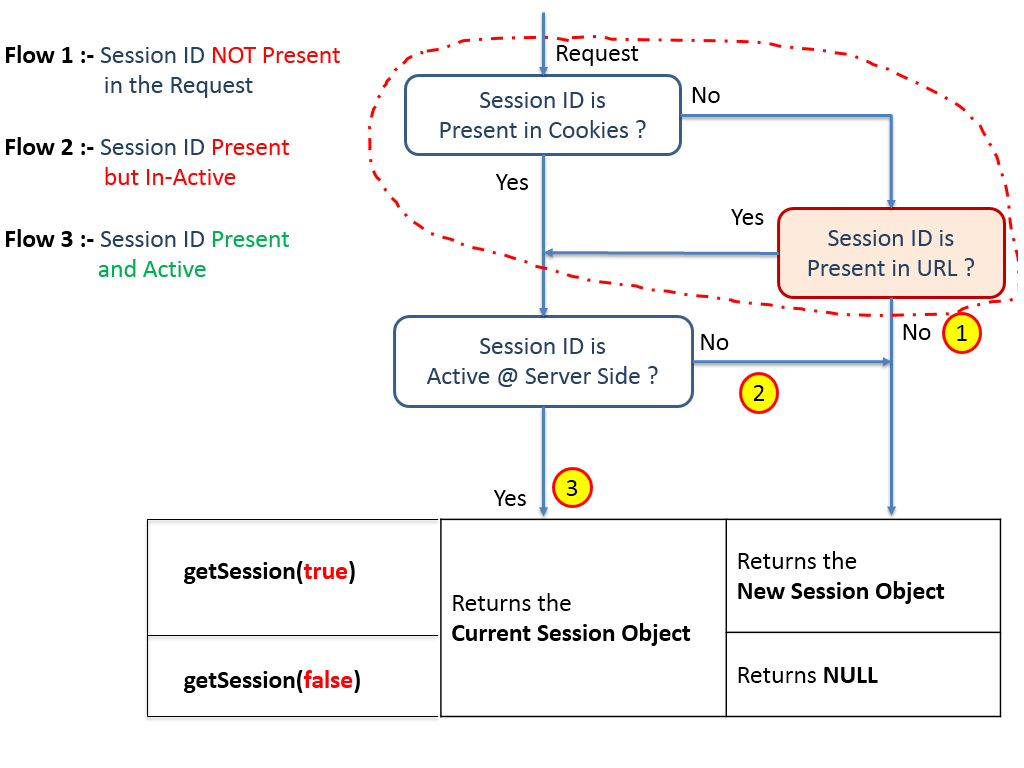 Flow 1 :- Session ID NOT Present
in the Request
Flow 2 :- Session ID Present
but In-Active
Flow 3 :- Session ID Present
and Active
Request
Session ID is
Present in Cookies ?
No
Yes
Yes
Session ID is
Present in URL ?
No
1
Session ID is
Active @ Server Side ?
No
2
Yes
3
getSession(true)
Returns the
Current Session Object
Returns the
New Session Object
getSession(false)
Returns NULL